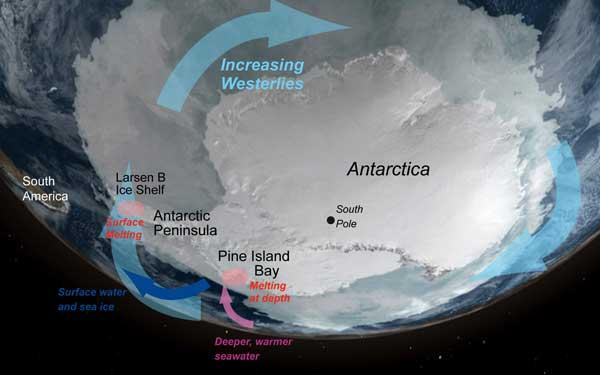 Increasing
Westerlies
Antarctica
South
America
Larsen B
Ice Shelf
Surface
Melting
Antarctic
Peninsula
South
Pole
Pine Island
Bay
Melting
at depth
Surface water
and sea ice
Deeper, warmer
seawater